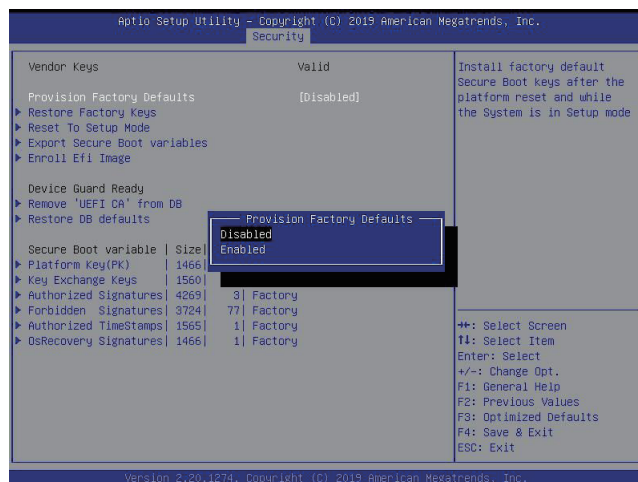 Aptio Setup Utility – Copyright (C) 2019 American Megatrends, Inc.
Security
Vendor Keys Valid
Provision Factory Defaults [Disabled]
Restore Factory Keys
Reset To Setup Mode
Export Secure Boot variables
Enroll Efi Image
Device Guard Ready
Remove 'UEFI CA' from DB
Restore DB defaults
Secure Boot variable | Size|
Platform Key(PK) | 1466|
Key Exchange Keys | 1560|
Authorized Signatures| 4269| 3| Factory
Forbidden Signatures| 3724| 77| Factory
Authorized TimeStamps| 1565| 1| Factory
OsRecovery Signatures| 1466| 1| Factory
Provision Factory Defaults
Disabled
Enabled
Install factory default
Secure Boot keys after the
platform reset and while
the System is in Setup mode
→←: Select Screen
↑↓: Select Item
Enter: Select
+/-: Change Opt.
F1: General Help
F2: Previous Values
F3: Optimized Defaults
F4: Save & Exit
ESC: Exit
Version 2.20.1274. Copyright (C) 2019 American Megatrends, Inc.